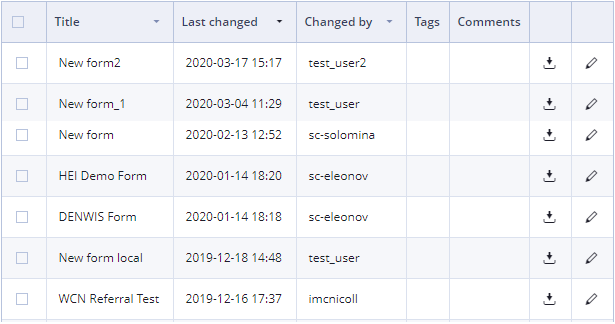 Title Last changed Changed by Tags Comments
New form2 2020-03-17 15:17 test_user2
New form_1 2020-03-04 11:29 test_user
New form 2020-02-13 12:52 sc-solomina
HEI Demo Form 2020-01-14 18:20 sc-eleonov
DENWIS Form 2020-01-14 18:18 sc-eleonov
New form local 2019-12-18 14:48 test_user
WCN Referral Test 2019-12-16 17:37 imcnicoll